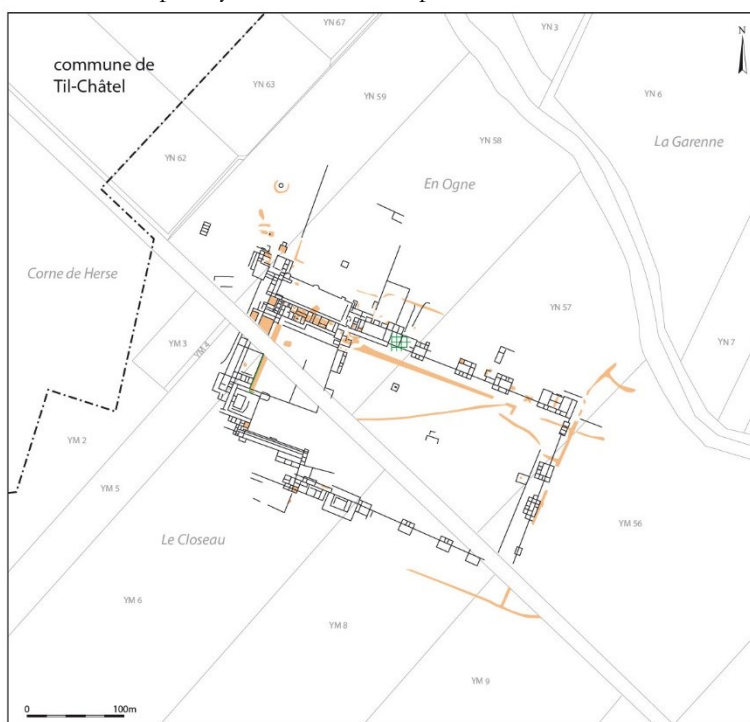 YN 67
YN 3
N
commune de
Til-Châtel
YN 63
YN 59
YN 6
La Garenne
YN 62
YN 58
En Ogne
Corne de Herse
YN 57
YM 3
YM 4
YN 7
YM 2
YM 5
YM 56
Le Closeau
YM 6
YM 8
YM 9
0 100m